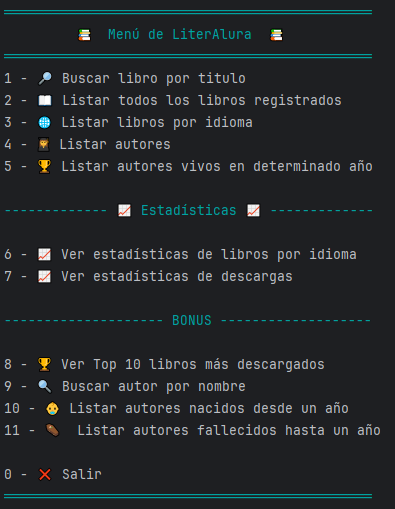 Menú de LiterAlura
1 - Buscar libro por titulo
2 - Listar todos los libros registrados
3 - Listar libros por idioma
4 - Listar autores
5 - Listar autores vivos en determinado año
------------- Estadísticas -------------
6 - Ver estadísticas de libros por idioma
7 - Ver estadísticas de descargas
-------------------- BONUS -------------------
8 - Ver Top 10 libros más descargados
9 - Buscar autor por nombre
10 - Listar autores nacidos desde un año
11 - Listar autores fallecidos hasta un año
0 - Salir